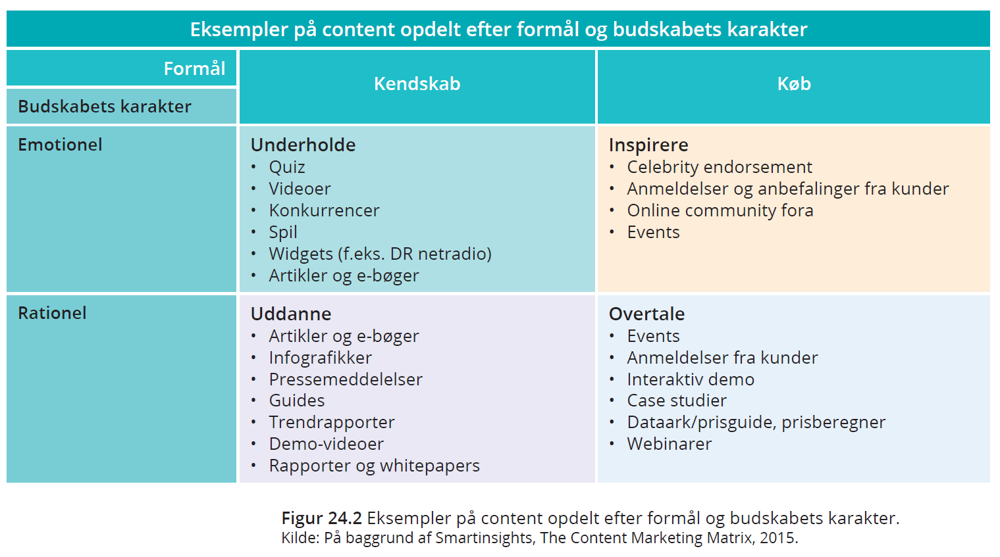 Eksempler på content opdelt efter formål og budskabets karakter
Formål
Budskabets karakter
Kendskab
Køb
Emotionel
Underholde
• Quiz
• Videoer
• Konkurrencer
• Spil
• Widgets (f.eks. DR netradio)
• Artikler og e-bøger
Inspirere
• Celebrity endorsement
• Anmeldelser og anbefalinger fra kunder
• Online community fora
• Events
Rationel
Uddanne
• Artikler og e-bøger
• Infografikker
• Pressemeddelelser
• Guides
• Trendrapporter
• Demo-videoer
• Rapporter og whitepapers
Overtale
• Events
• Anmeldelser fra kunder
• Interaktiv demo
• Case studier
• Dataark/prisguide, prisberegner
• Webinarer
Figur 24.2 Eksempler på content opdelt efter formål og budskabets karakter.
Kilde: På baggrund af Smartinsights, The Content Marketing Matrix, 2015.